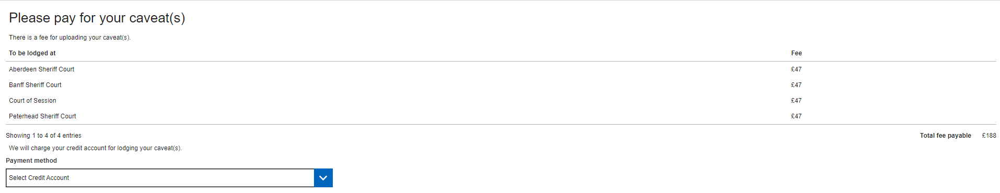 Please pay for your caveat(s)
There is a fee for uploading your caveat(s).
To be lodged at Fee
Aberdeen Sheriff Court £47
Banff Sheriff Court £47
Court of Session £47
Peterhead Sheriff Court £47
Showing 1 to 4 of 4 entries Total fee payable £188
We will charge your credit account for lodging your caveat(s).
Payment method
Select Credit Account